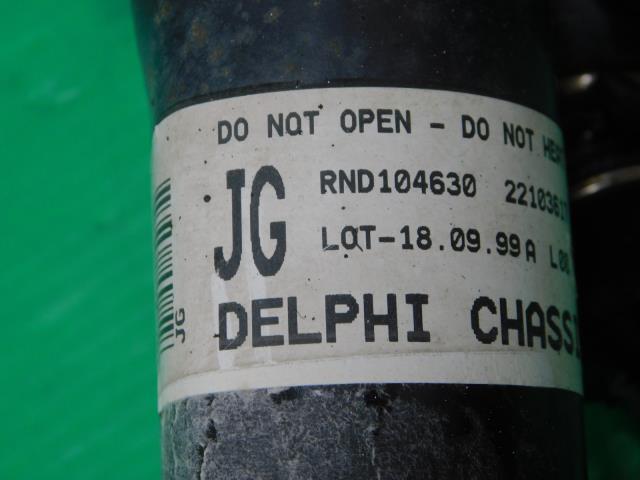 DO NOT OPEN - DO NOT
JG
RND104630
LOT-18.09.99A
DELPHI
JG